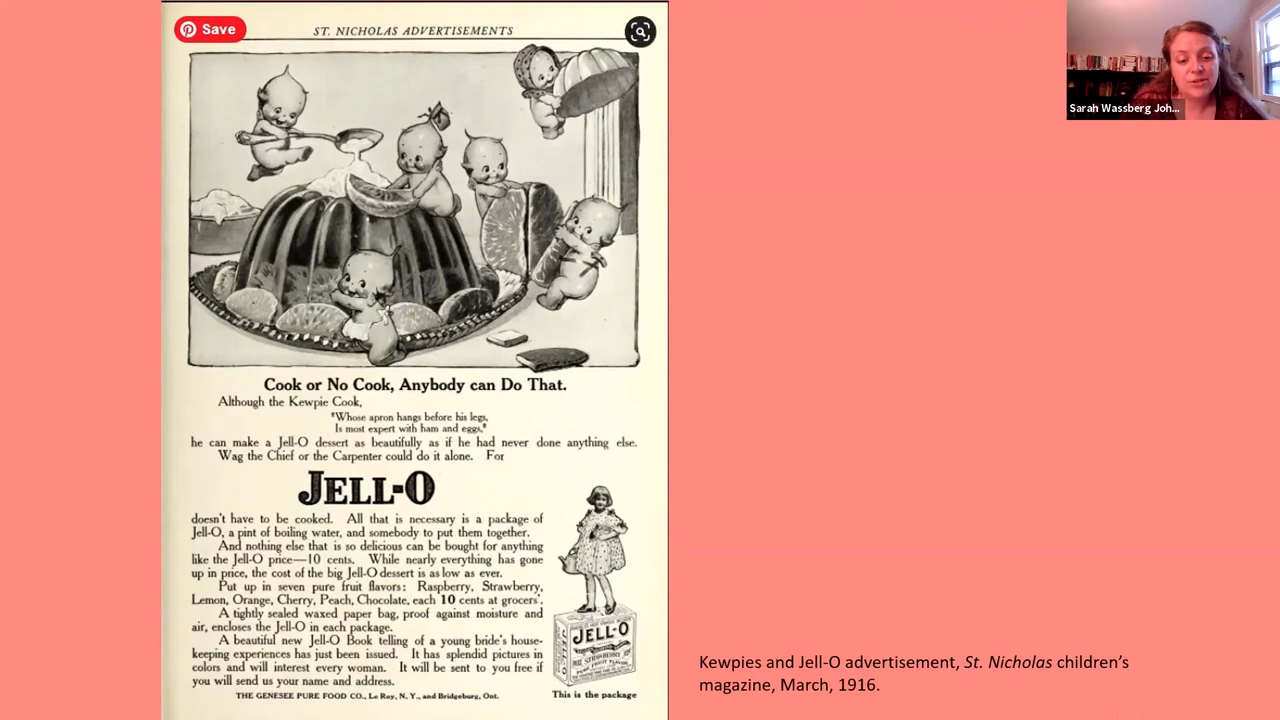 Save
ST. NICHOLAS ADVERTISEMENTS
Sarah Wassberg Joh...
Cook or No Cook, Anybody can Do That.
Although the Kewpie Cook,
"Whose apron hangs before his legs,
Is most expert with ham and eggs,"
he can make a Jell-O dessert as beautifully as if he had never done anything else.
Wag the Chief or the Carpenter could do it alone. For
JELL-O
doesn't have to be cooked. All that is necessary is a package of
Jell-O, a pint of boiling water, and somebody to put them together.
And nothing else that is so delicious can be bought for anything
like the Jell-O price—10 cents. While nearly everything has gone
up in price, the cost of the big Jell-O dessert is as low as ever.
Put up in seven pure fruit flavors: Raspberry, Strawberry,
Lemon, Orange, Cherry, Peach, Chocolate, each 10 cents at grocers'.
A tightly sealed waxed paper bag, proof against moisture and
air, encloses the Jell-O in each package.
A beautiful new Jell-O Book telling of a young bride's house-
keeping experiences has just been issued. It has splendid pictures in
colors and will interest every woman. It will be sent to you free if
you will send us your name and address.
THE GENESEE PURE FOOD CO., Le Roy, N. Y., and Bridgeburg, Ont.
JELL-O
STRAWBERRY
PURE FRUIT FLAVOR
This is the package
Kewpies and Jell-O advertisement, St. Nicholas children's
magazine, March, 1916.